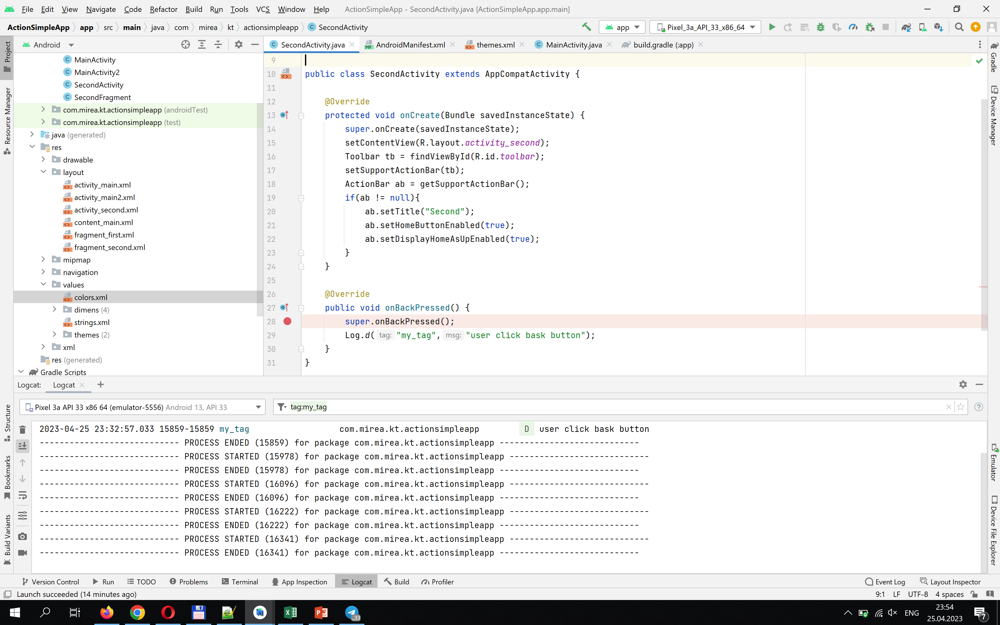 File Edit View Navigate Code Refactor Build Run Tools VCS Window Help ActionSimpleApp - SecondActivity.java [ActionSimpleApp.app.main]
ActionSimpleApp app src main java com mirea kt actionsimpleapp SecondActivity app Pixel_3a_API_33_x86_64
Android
SecondActivity.java AndroidManifest.xml themes.xml MainActivity.java build.gradle (:app)
Project
Resource Manager
Structure
Bookmarks
Build Variants
MainActivity
MainActivity2
SecondActivity
SecondFragment
com.mirea.kt.actionsimpleapp (androidTest)
com.mirea.kt.actionsimpleapp (test)
java (generated)
res
drawable
layout
activity_main.xml
activity_main2.xml
activity_second.xml
content_main.xml
fragment_first.xml
fragment_second.xml
mipmap
navigation
values
colors.xml
dimens (4)
strings.xml
themes (2)
xml
res (generated)
Gradle Scripts
9
10 public class SecondActivity extends AppCompatActivity {
11
12 @Override
13 protected void onCreate(Bundle savedInstanceState) {
14 super.onCreate(savedInstanceState);
15 setContentView(R.layout.activity_second);
16 Toolbar tb = findViewById(R.id.toolbar);
17 setSupportActionBar(tb);
18 ActionBar ab = getSupportActionBar();
19 if(ab != null){
20 ab.setTitle("Second");
21 ab.setHomeButtonEnabled(true);
22 ab.setDisplayHomeAsUpEnabled(true);
23 }
24 }
25
26 @Override
27 public void onBackPressed() {
28 super.onBackPressed();
29 Log.d( tag: "my_tag", msg: "user click bask button");
30 }
31 }
Gradle
Device Manager
Emulator
Device File Explorer
Logcat: Logcat
Pixel 3a API 33 x86 64 (emulator-5556) Android 13, API 33 tag:my_tag
2023-04-25 23:32:57.033 15859-15859 my_tag com.mirea.kt.actionsimpleapp D user click bask button
---------------------------- PROCESS ENDED (15859) for package com.mirea.kt.actionsimpleapp ----------------------------
---------------------------- PROCESS STARTED (15978) for package com.mirea.kt.actionsimpleapp ----------------------------
---------------------------- PROCESS ENDED (15978) for package com.mirea.kt.actionsimpleapp ----------------------------
---------------------------- PROCESS STARTED (16096) for package com.mirea.kt.actionsimpleapp ----------------------------
---------------------------- PROCESS ENDED (16096) for package com.mirea.kt.actionsimpleapp ----------------------------
---------------------------- PROCESS STARTED (16222) for package com.mirea.kt.actionsimpleapp ----------------------------
---------------------------- PROCESS ENDED (16222) for package com.mirea.kt.actionsimpleapp ----------------------------
---------------------------- PROCESS STARTED (16341) for package com.mirea.kt.actionsimpleapp ----------------------------
---------------------------- PROCESS ENDED (16341) for package com.mirea.kt.actionsimpleapp ----------------------------
Version Control Run TODO Problems Terminal App Inspection Logcat Build Profiler Event Log Layout Inspector
Launch succeeded (14 minutes ago) 9:1 LF UTF-8 4 spaces
..33 ENG 23:54
25.04.2023 7